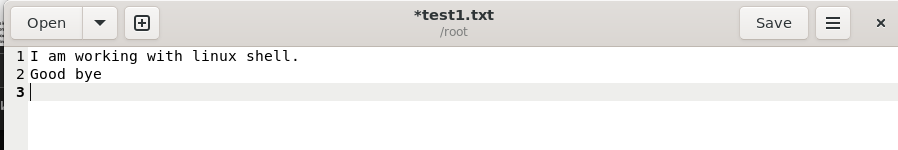 Open
*test1.txt
/root
Save
1 I am working with linux shell.
2 Good bye
3